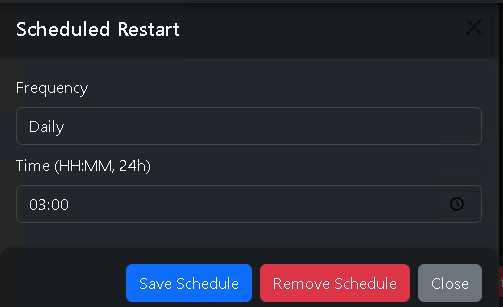 Scheduled Restart
Frequency
Daily
Time (HH:MM, 24h)
03:00
Save Schedule Remove Schedule Close